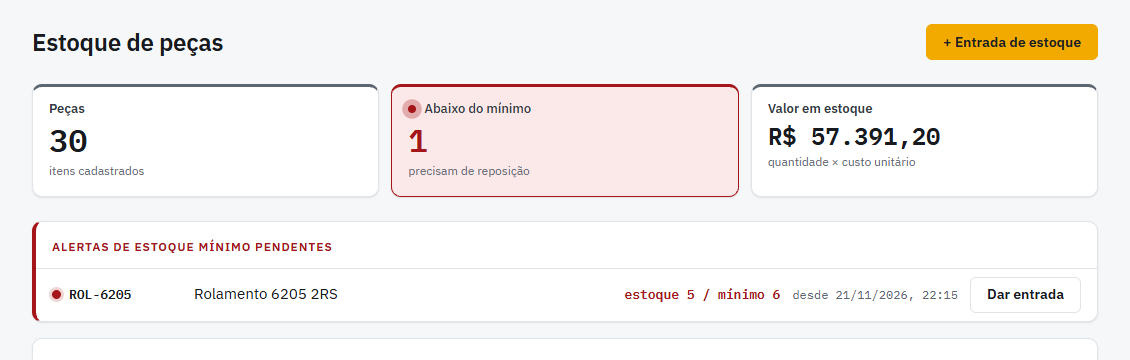 Estoque de peças
+ Entrada de estoque
Peças
30
itens cadastrados
Abaixo do mínimo
1
precisam de reposição
Valor em estoque
R$ 57.391,20
quantidade × custo unitário
ALERTAS DE ESTOQUE MÍNIMO PENDENTES
ROL-6205 Rolamento 6205 2RS estoque 5 / mínimo 6 desde 21/11/2026, 22:15 Dar entrada